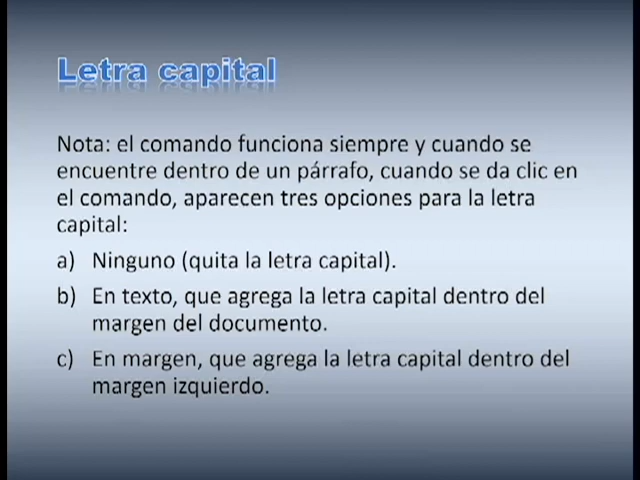 Letra capital
Nota: el comando funciona siempre y cuando se
encuentre dentro de un párrafo, cuando se da clic en
el comando, aparecen tres opciones para la letra
capital:
a) Ninguno (quita la letra capital).
b) En texto, que agrega la letra capital dentro del
margen del documento.
c) En margen, que agrega la letra capital dentro del
margen izquierdo.